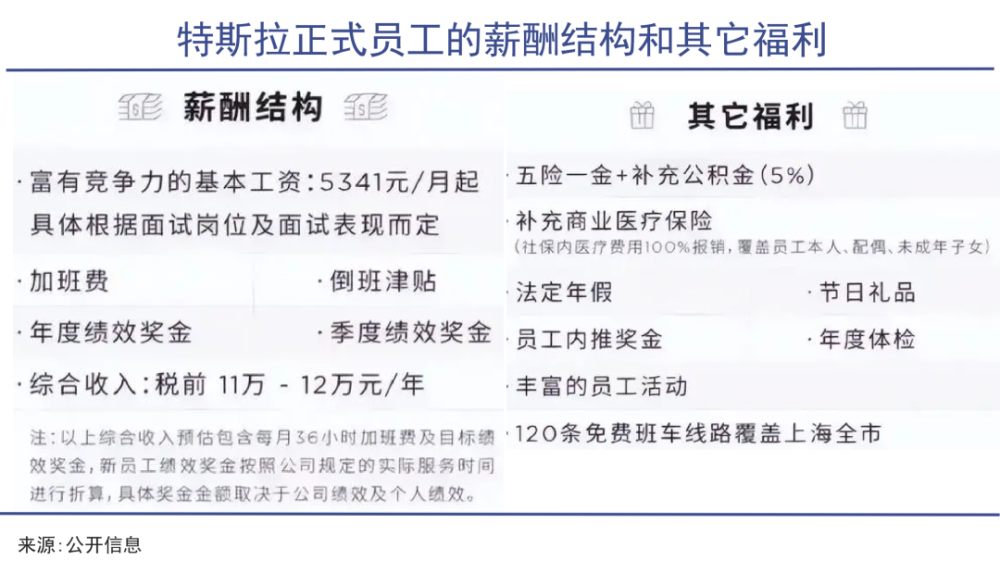 特斯拉正式员工的薪酬结构和其它福利
薪酬结构
·富有竞争力的基本工资:5341元/月起
具体根据面试岗位及面试表现而定
·加班费
·倒班津贴
·年度绩效奖金
·季度绩效奖金
·综合收入:税前 11万 - 12万元/年
注:以上综合收入预估包含每月36小时加班费及目标绩
效奖金,新员工绩效奖金按照公司规定的实际服务时间
进行折算,具体奖金金额取决于公司绩效及个人绩效。
其它福利
·五险一金+补充公积金(5%)
·补充商业医疗保险
(社保内医疗费用100%报销,覆盖员工本人、配偶、未成年子女)
·法定年假
·节日礼品
·员工内推奖金
·年度体检
·丰富的员工活动
·120条免费班车线路覆盖上海全市
来源:公开信息